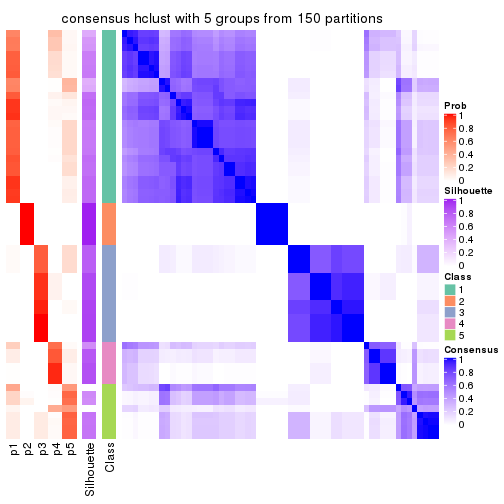 consensus hclust with 5 groups from 150 partitions
Prob
1
0.8
0.6
0.4
0.2
0
Silhouette
1
0.8
0.6
0.4
0.2
0
Class
1
2
3
4
5
Consensus
1
0.8
0.6
0.4
0.2
0
p1
p2
p3
p4
p5
Silhouette
Class